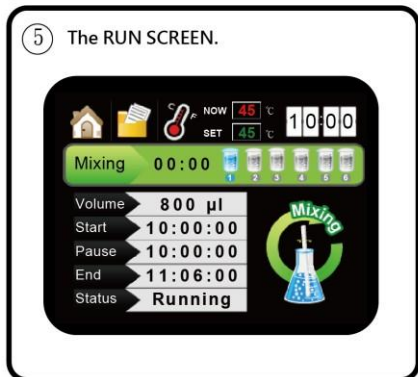 5 The RUN SCREEN.
°C °F NOW 45 °C 10:00
SET 45 °C
Mixing 00:00 1 2 3 4 5 6
Volume 800 µl
Mixing
Start 10:00:00
Pause 10:00:00
End 11:06:00
Status Running